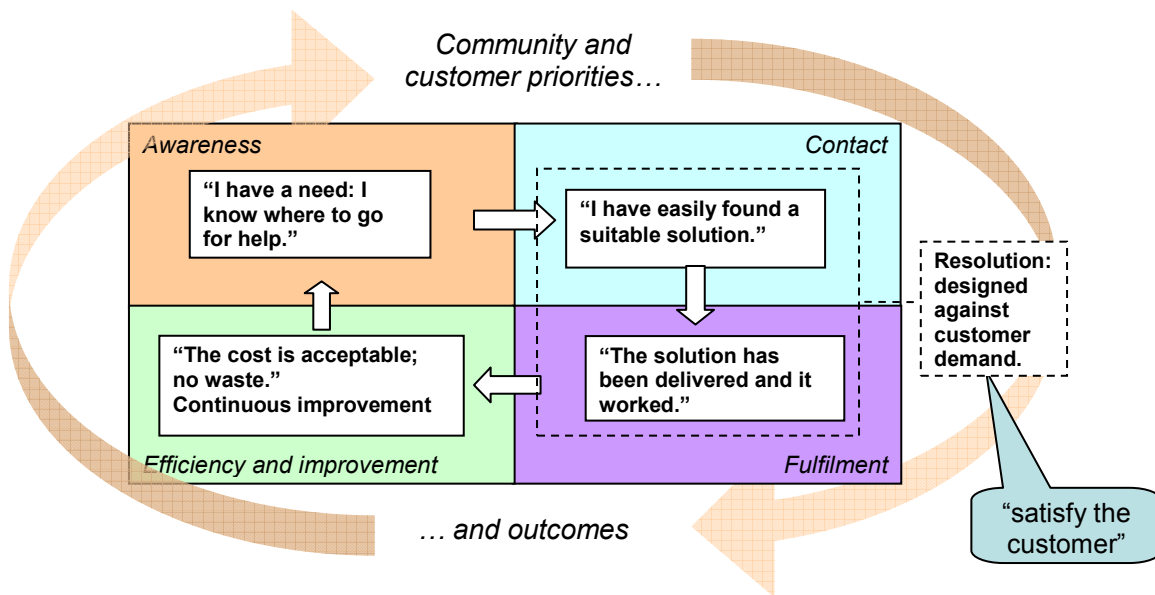 Community and
customer priorities…
Awareness
Contact
“I have a need: I
know where to go
for help.”
“I have easily found a
suitable solution.”
Resolution:
designed
against
customer
demand.
“The cost is acceptable;
no waste.”
Continuous improvement
“The solution has
been delivered and it
worked.”
Efficiency and improvement
Fulfilment
… and outcomes
“satisfy the
customer”